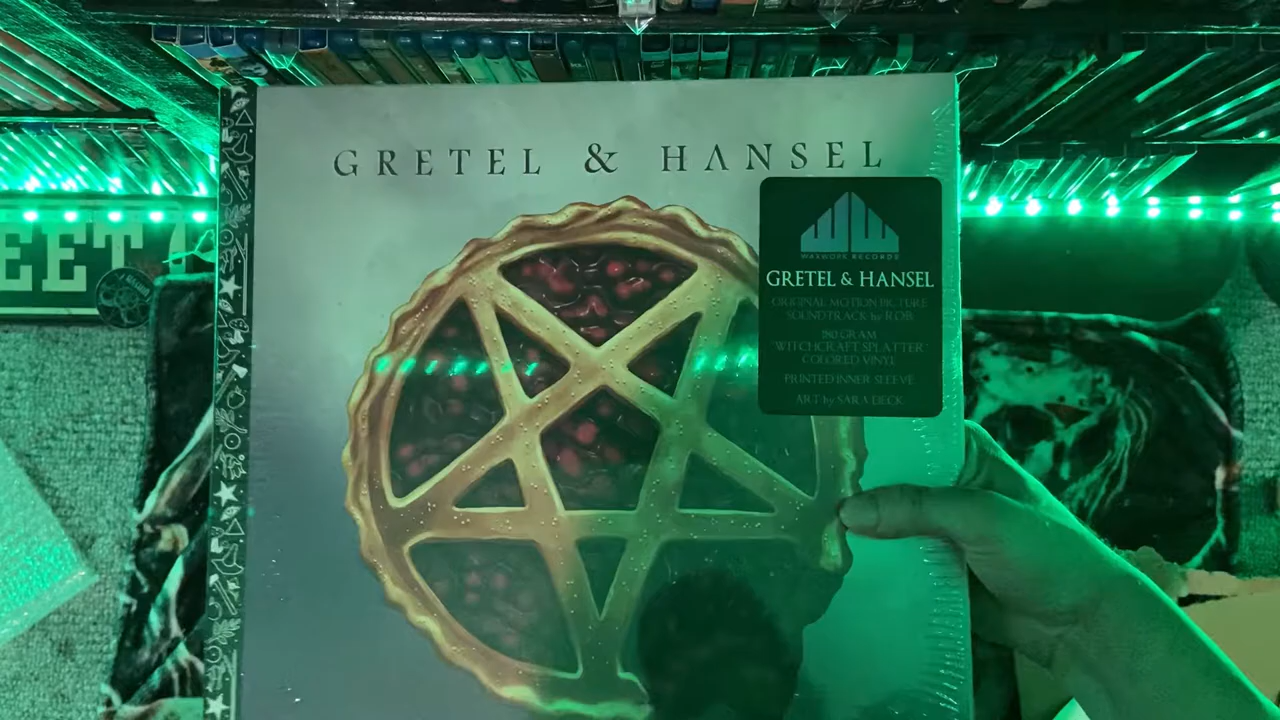 GRETEL & HANSEL
WAXWORK RECORDS
GRETEL & HANSEL
ORIGINAL MOTION PICTURE
SOUNDTRACK by ROB
180 GRAM
"WITCHCRAFT SPLATTER"
COLORED VINYL
PRINTED INNER SLEEVE
ART by SARA DECK
EET